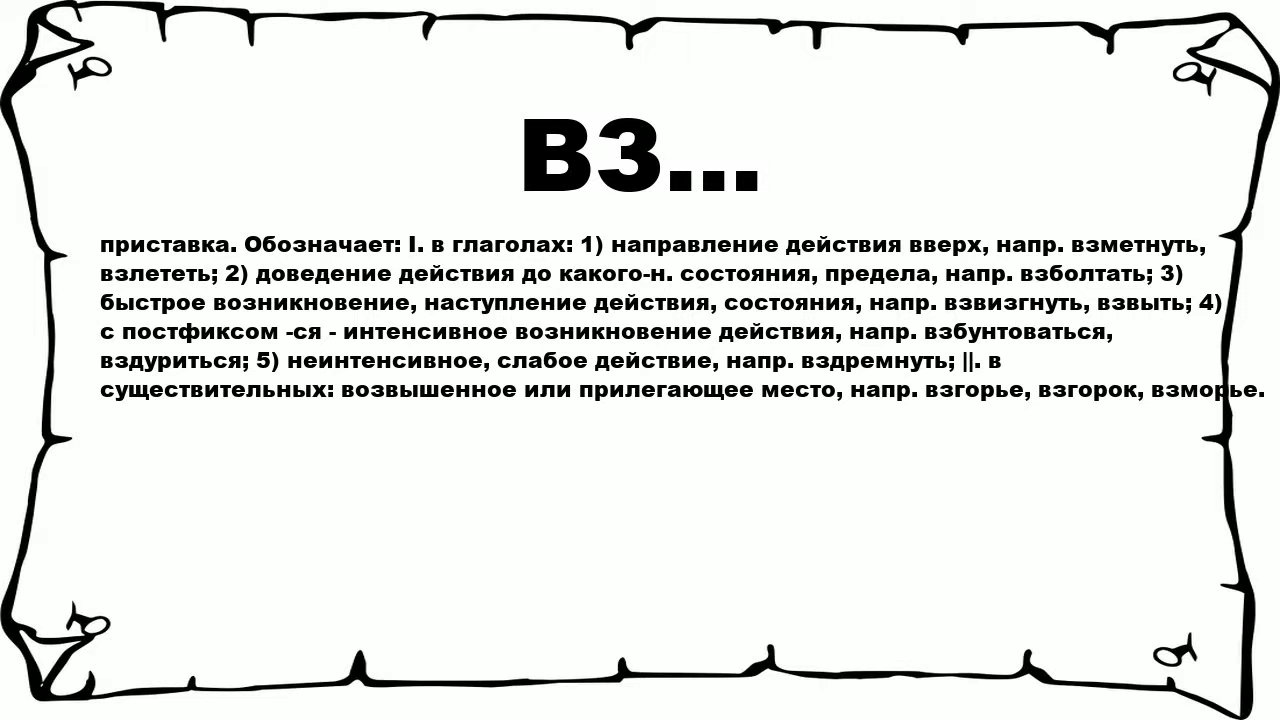 ВЗ...
приставка. Обозначает: I. в глаголах: 1) направление действия вверх, напр. взметнуть,
взлететь; 2) доведение действия до какого-н. состояния, предела, напр. взболтать; 3)
быстрое возникновение, наступление действия, состояния, напр. взвизгнуть, взвыть; 4)
с постфиксом -ся - интенсивное возникновение действия, напр. взбунтоваться,
вздуриться; 5) неинтенсивное, слабое действие, напр. вздремнуть; ||. в
существительных: возвышенное или прилегающее место, напр. взгорье, взгорок, взморье.